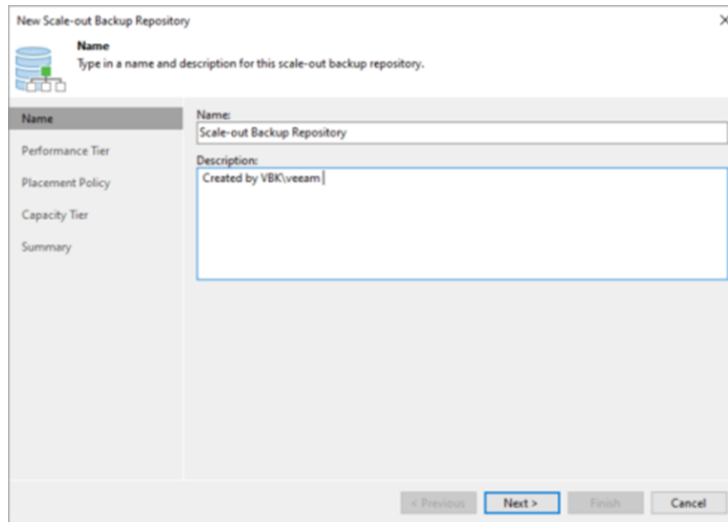 New Scale-out Backup Repository
Name
Type in a name and description for this scale-out backup repository.
Name
Performance Tier
Placement Policy
Capacity Tier
Summary
Name:
Scale-out Backup Repository
Description:
Created by VBK\veeam
< Previous
Next >
Finish
Cancel